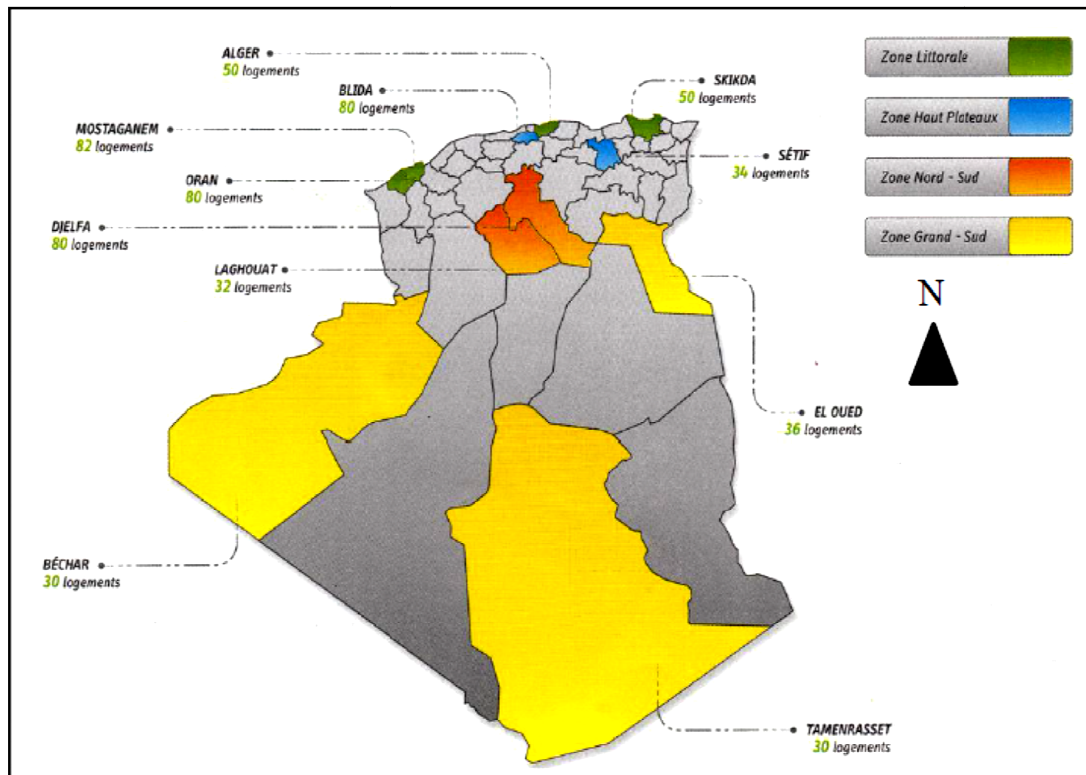 ALGER
50 logements
BLIDA
80 logements
MOSTAGANEM
82 logements
ORAN
80 logements
DJELFA
80 logements
LAGHOUAT
32 logements
SKIKDA
50 logements
SÉTIF
34 logements
EL OUED
36 logements
BÉCHAR
30 logements
TAMENRASSET
30 logements
Zone Littorale
Zone Haut Plateaux
Zone Nord - Sud
Zone Grand - Sud
N